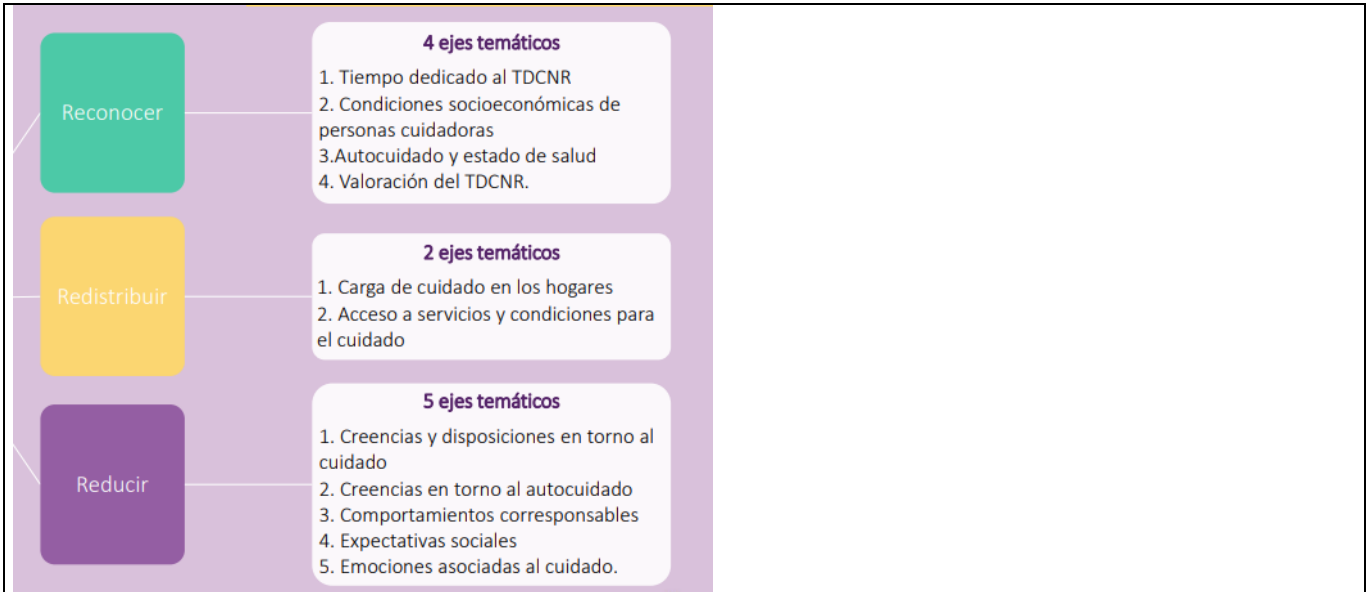 Reconocer
4 ejes temáticos
1. Tiempo dedicado al TDCNR
2. Condiciones socioeconómicas de
personas cuidadoras
3.Autocuidado y estado de salud
4. Valoración del TDCNR.
Redistribuir
2 ejes temáticos
1. Carga de cuidado en los hogares
2. Acceso a servicios y condiciones para
el cuidado
Reducir
5 ejes temáticos
1. Creencias y disposiciones en torno al
cuidado
2. Creencias en torno al autocuidado
3. Comportamientos corresponsables
4. Expectativas sociales
5. Emociones asociadas al cuidado.